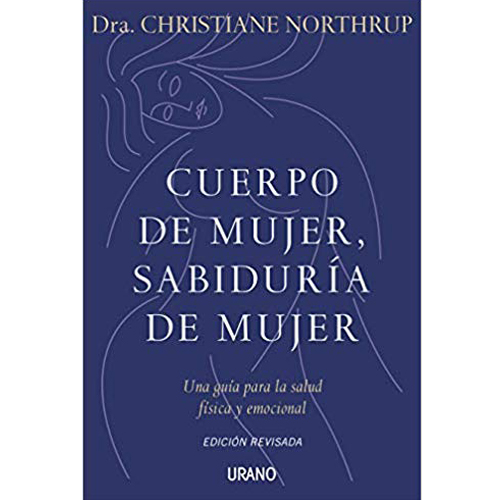 Dra. CHRISTIANE NORTHRUP
CUERPO
DE MUJER,
SABIDURÍA
DE MUJER
Una guía para la salud
física y emocional
EDICIÓN REVISADA
URANO